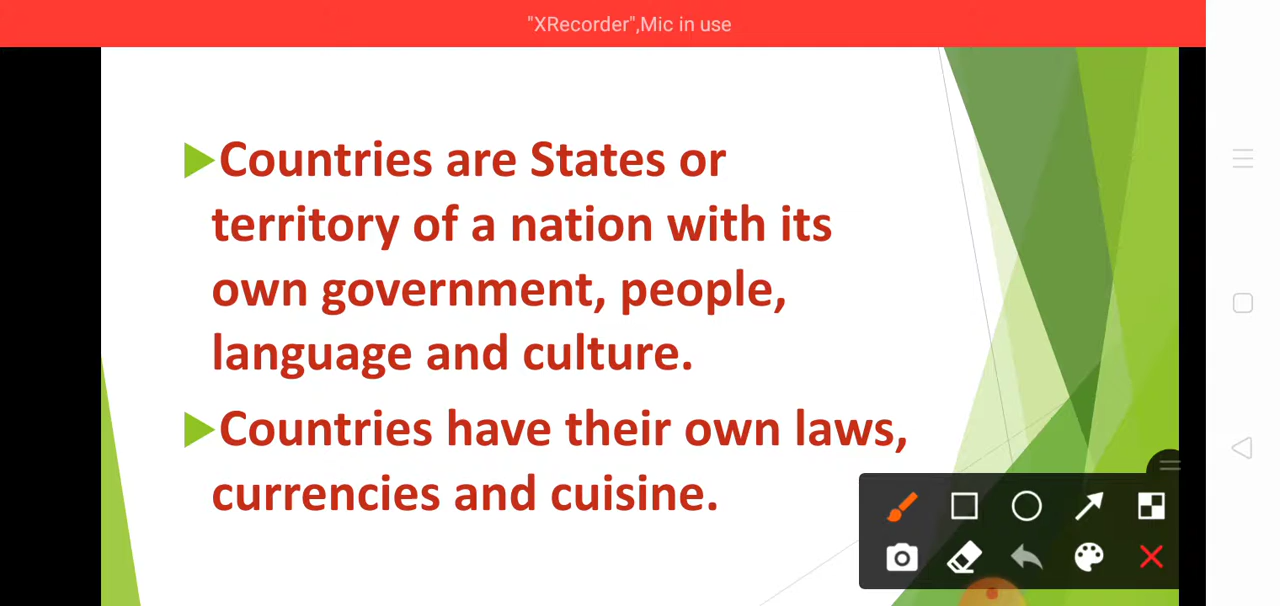 "XRecorder",Mic in use
Countries are States or
territory of a nation with its
own government, people,
language and culture.
Countries have their own laws,
currencies and cuisine.